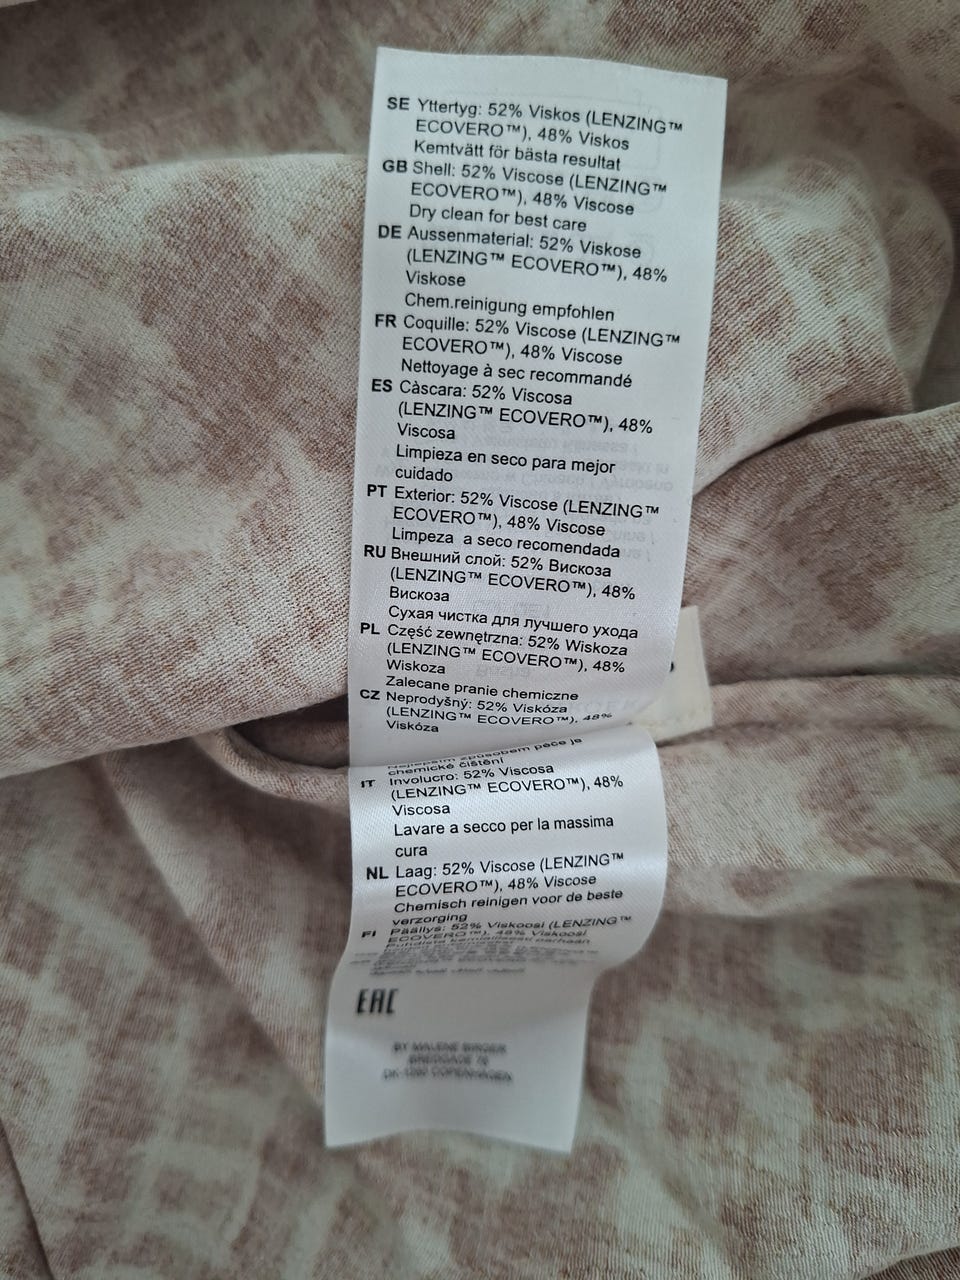 SE Yttertyg: 52% Viskos (LENZING™
ECOVERO™), 48% Viskos
Kemtvätt för bästa resultat
GB Shell: 52% Viscose (LENZING™
ECOVERO™), 48% Viscose
Dry clean for best care
DE Aussenmaterial: 52% Viskose
(LENZING™ ECOVERO™), 48%
Viskose
Chem.reinigung empfohlen
FR Coquille: 52% Viscose (LENZING™
ECOVERO™), 48% Viscose
Nettoyage à sec recommandé
ES Càscara: 52% Viscosa
(LENZING™ ECOVERO™), 48%
Viscosa
Limpieza en seco para mejor
cuidado
PT Exterior: 52% Viscose (LENZING™
ECOVERO™), 48% Viscose
Limpeza a seco recomendada
RU Внешний слой: 52% Вискоза
(LENZING™ ECOVERO™), 48%
Вискоза
Сухая чистка для лучшего ухода
PL Część zewnętrzna: 52% Wiskoza
(LENZING™ ECOVERO™), 48%
Wiskoza
Zalecane pranie chemiczne
CZ Neprodyšný: 52% Viskóza
(LENZING™ ECOVERO™), 48%
Viskóza
Nejlepším způsobem péče je
chemické čištění
IT Involucro: 52% Viscosa
(LENZING™ ECOVERO™), 48%
Viscosa
Lavare a secco per la massima
cura
NL Laag: 52% Viscose (LENZING™
ECOVERO™), 48% Viscose
Chemisch reinigen voor de beste
verzorging
FI Päällys: 52% Viskoosi (LENZING™
ECOVERO™), 48% Viskoosi
EAC
BY MALENE BIRGER
BREDGADE
COPENHAGEN